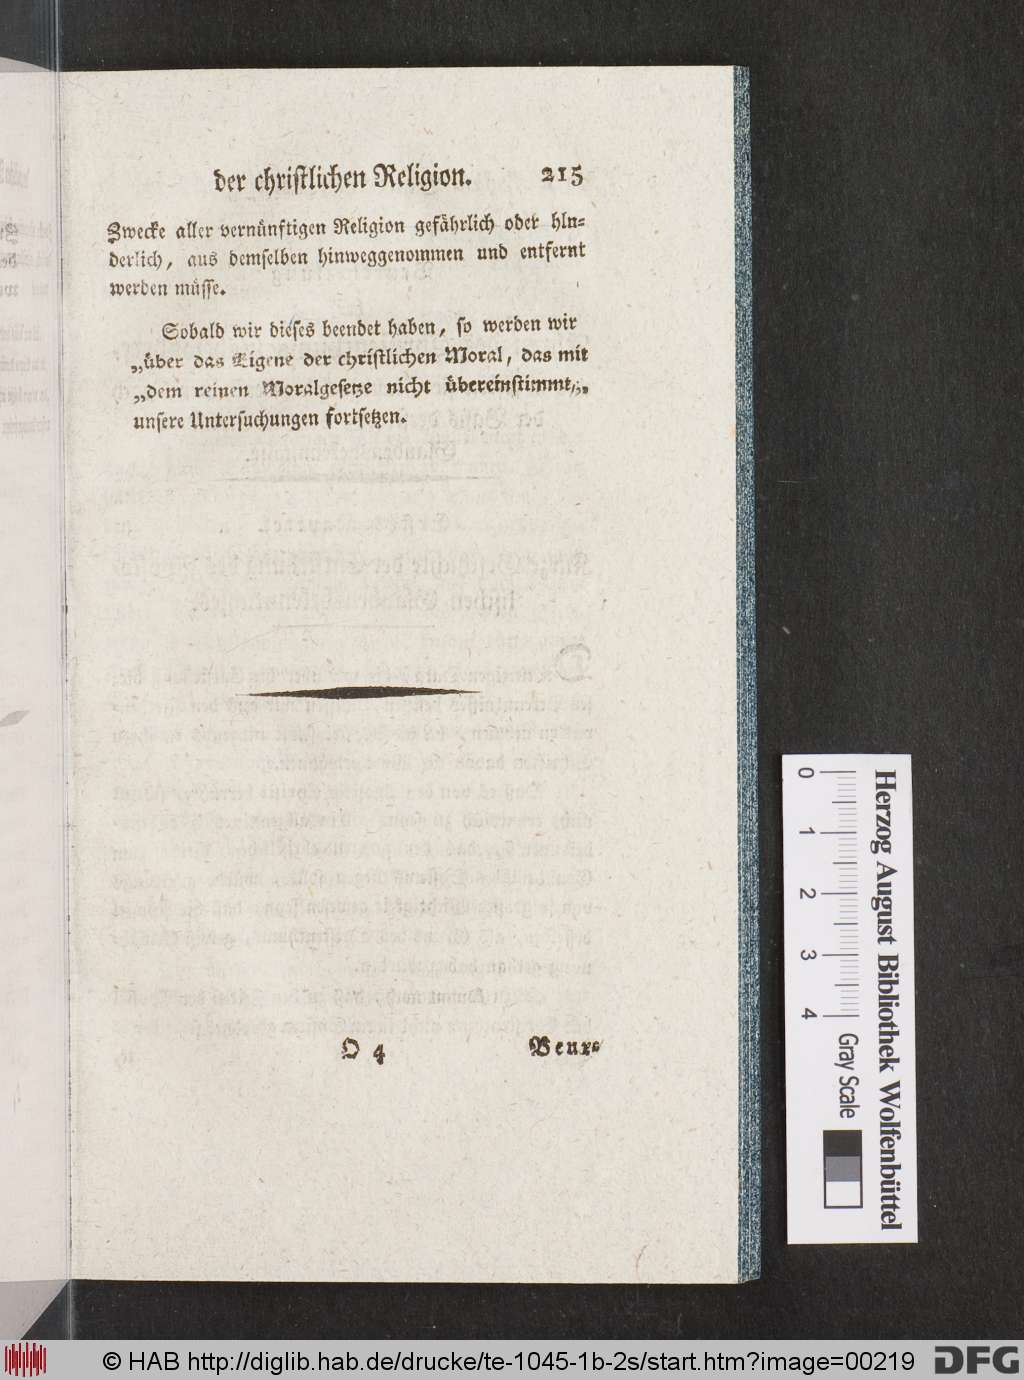 der christlichen Religion. 215
Zwecke aller vernünftigen Religion gefährlich oder hin=
derlich, aus demselben hinweggenommen und entfernt
werden müsse.
Sobald wir dieses beendet haben, so werden wir
„über das Eigene der christlichen Moral, das mit
„dem reinen Moralgesetze nicht übereinstimmt,„
unsere Untersuchungen fortsetzen.
O 4
0 1 2 3 4
Gray Scale
Herzog August Bibliothek Wolfenbüttel
© HAB http://diglib.hab.de/drucke/te-1045-1b-2s/start.htm?image=00219
DFG